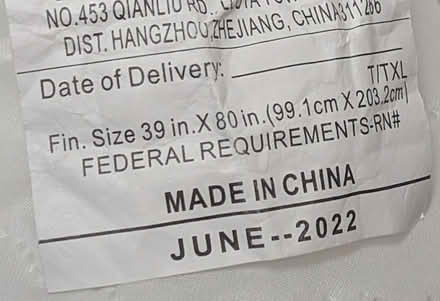 NO.453 QIANLIU RD.
DIST. HANGZHOU,ZHEJIANG, CHINA311266
Date of Delivery:
T/TXL
Fin. Size 39 in.X 80 in.(99.1cm X 203.2cm)
FEDERAL REQUIREMENTS-RN#
MADE IN CHINA
JUNE--2022